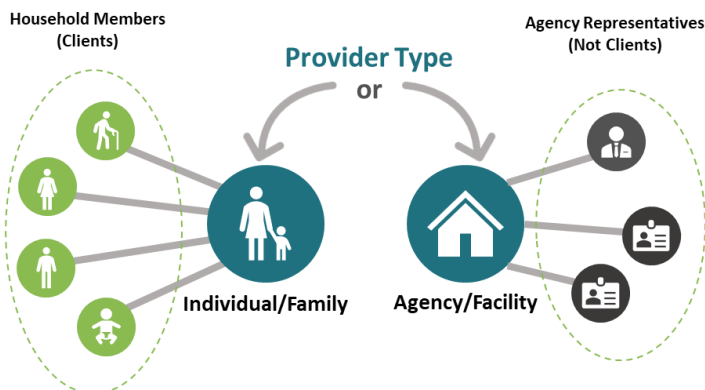 Household Members
(Clients)
Agency Representatives
(Not Clients)
Provider Type
or
Individual/Family
Agency/Facility